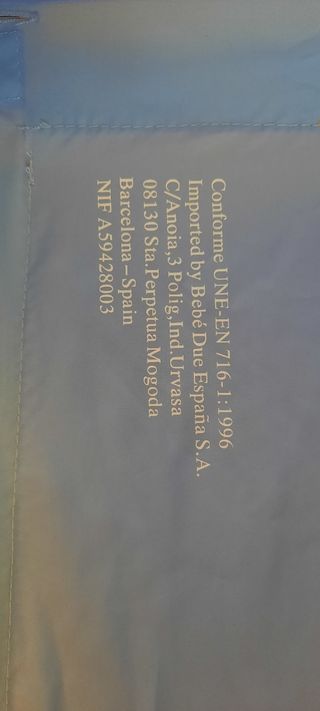 Conforme UNE-EN 716-1:1996
Imported by Bebé Due España S.A.
C/Anoia,3 Polig,Ind.Urvasa
08130 Sta.Perpetua Mogoda
Barcelona – Spain
NIF A59428003